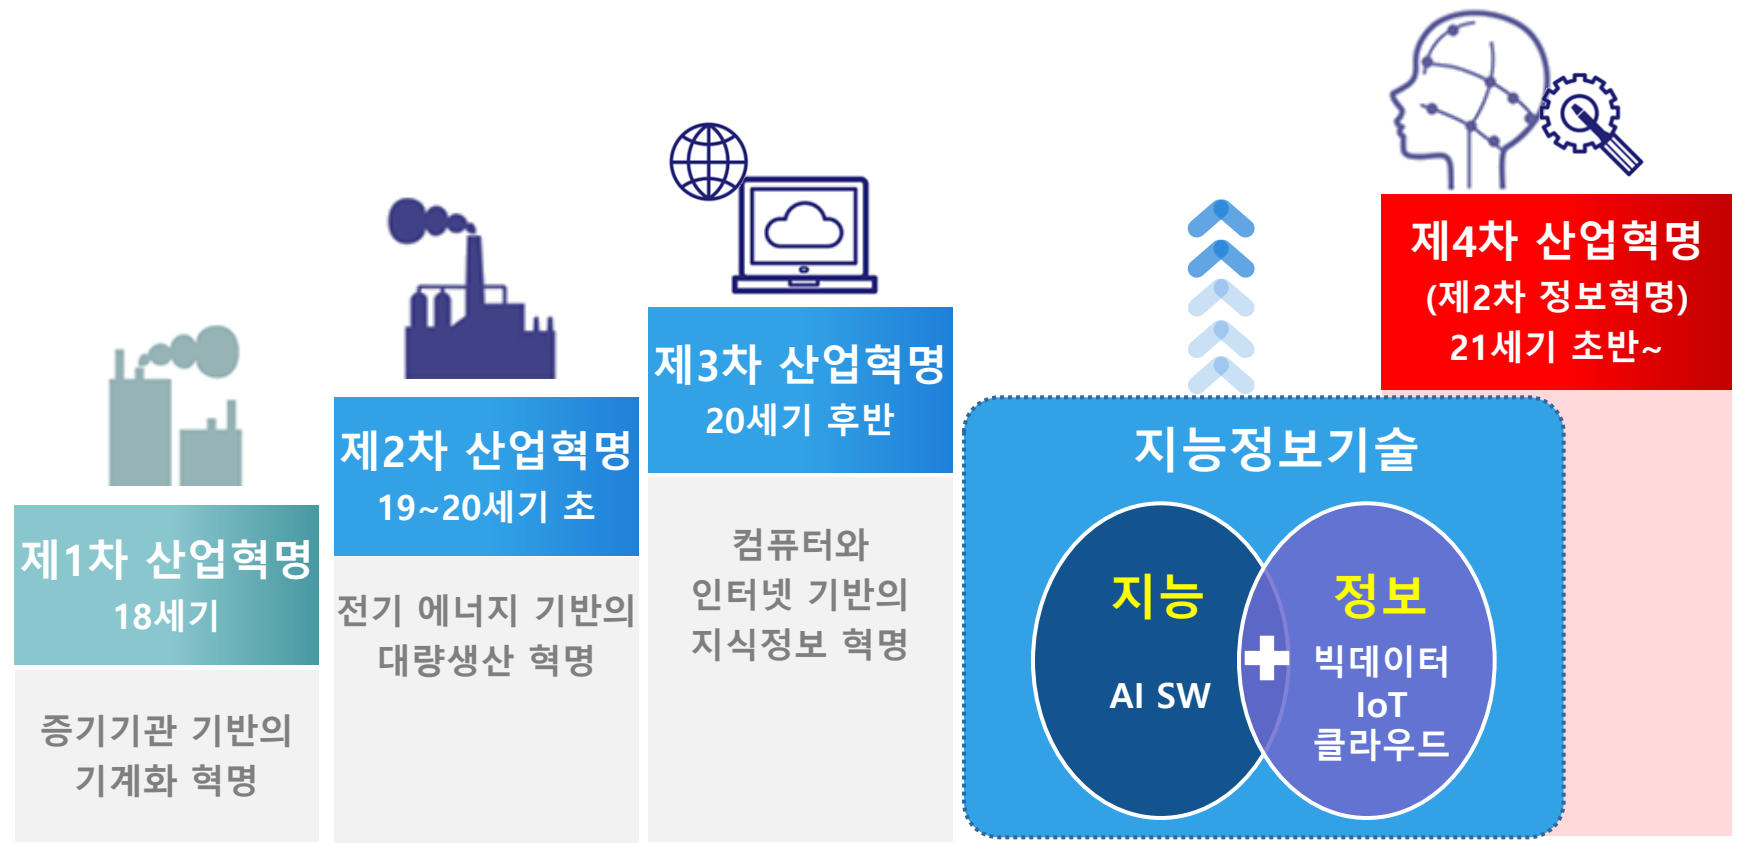 제1차 산업혁명
18세기
증기기관 기반의
기계화 혁명
제2차 산업혁명
19~20세기 초
전기 에너지 기반의
대량생산 혁명
제3차 산업혁명
20세기 후반
컴퓨터와
인터넷 기반의
지식정보 혁명
지능정보기술
지능
AI SW
정보
빅데이터
IoT
클라우드
제4차 산업혁명
(제2차 정보혁명)
21세기 초반~